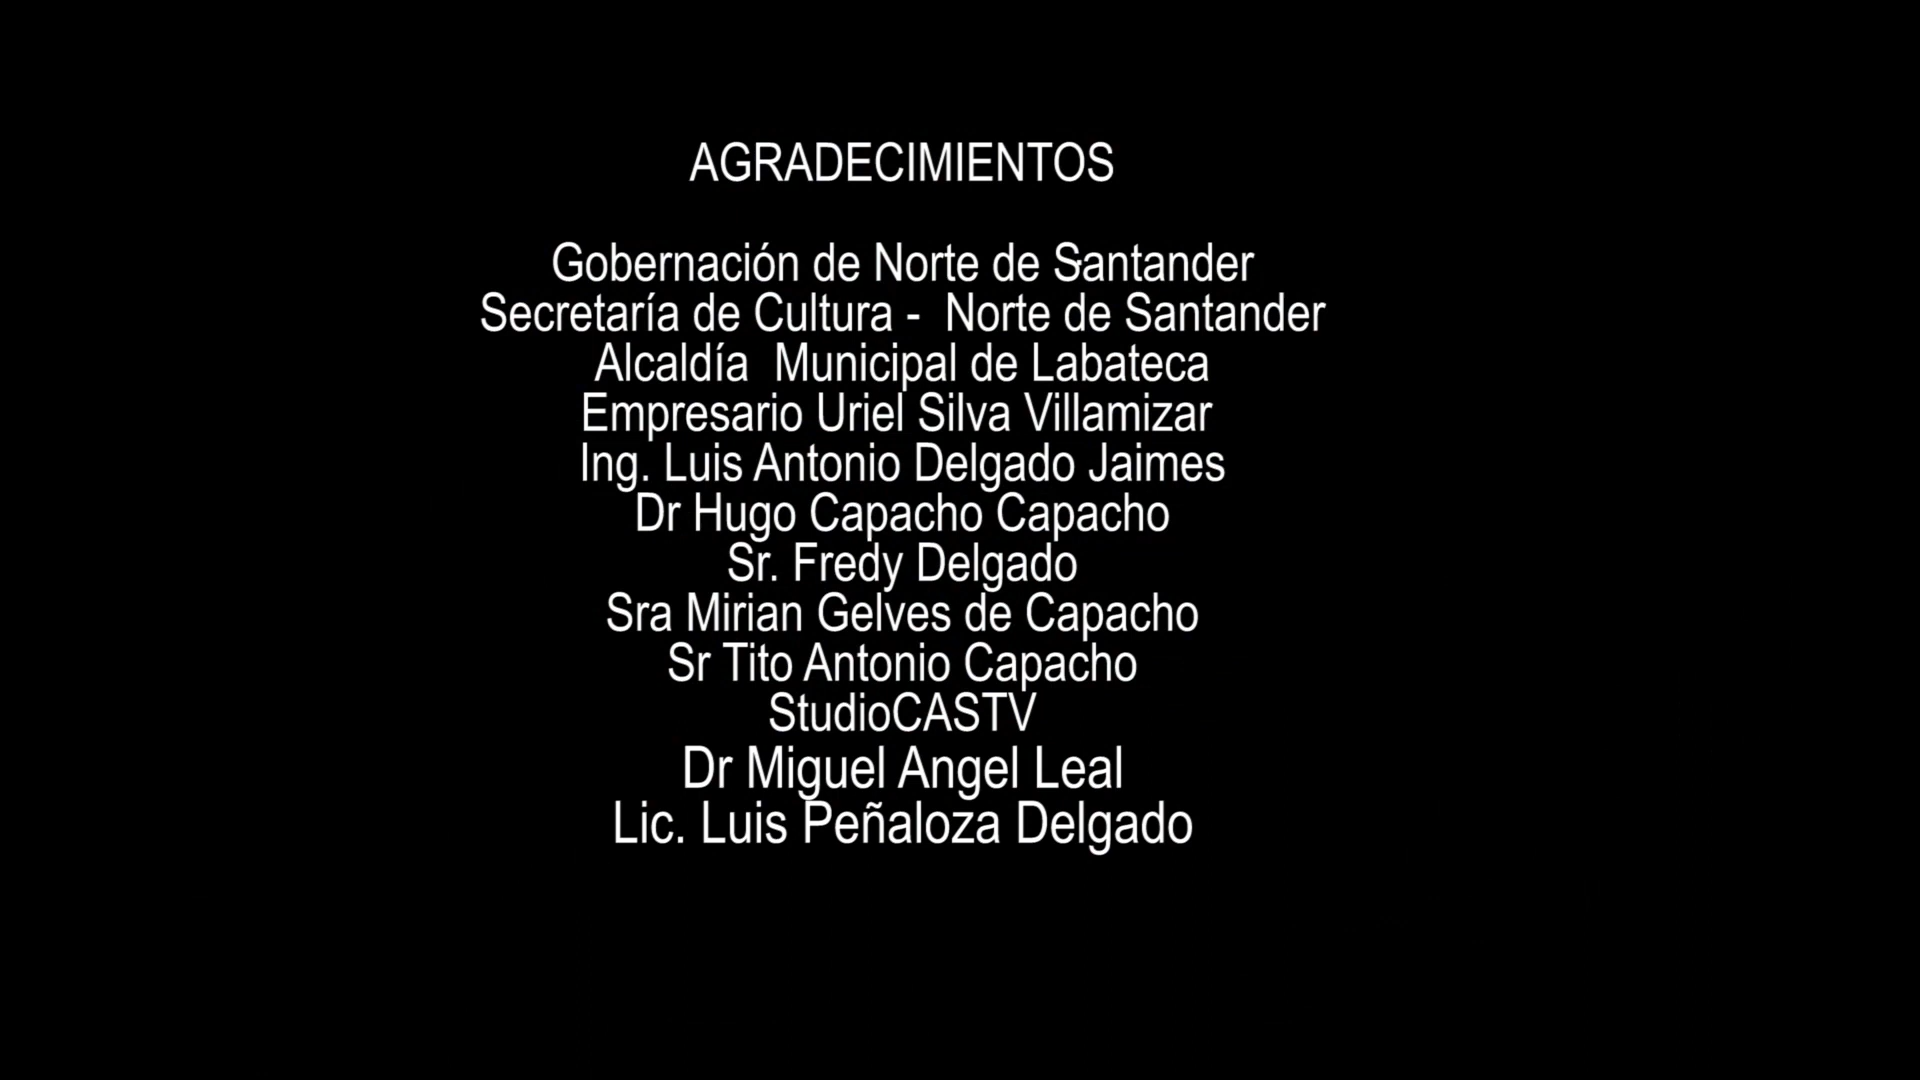 AGRADECIMIENTOS
Gobernación de Norte de Santander
Secretaría de Cultura -  Norte de Santander
Alcaldía  Municipal de Labateca
Empresario Uriel Silva Villamizar
Ing. Luis Antonio Delgado Jaimes
Dr Hugo Capacho Capacho
Sr. Fredy Delgado
Sra Mirian Gelves de Capacho
Sr Tito Antonio Capacho
StudioCASTV
Dr Miguel Angel Leal
Lic. Luis Peñaloza Delgado